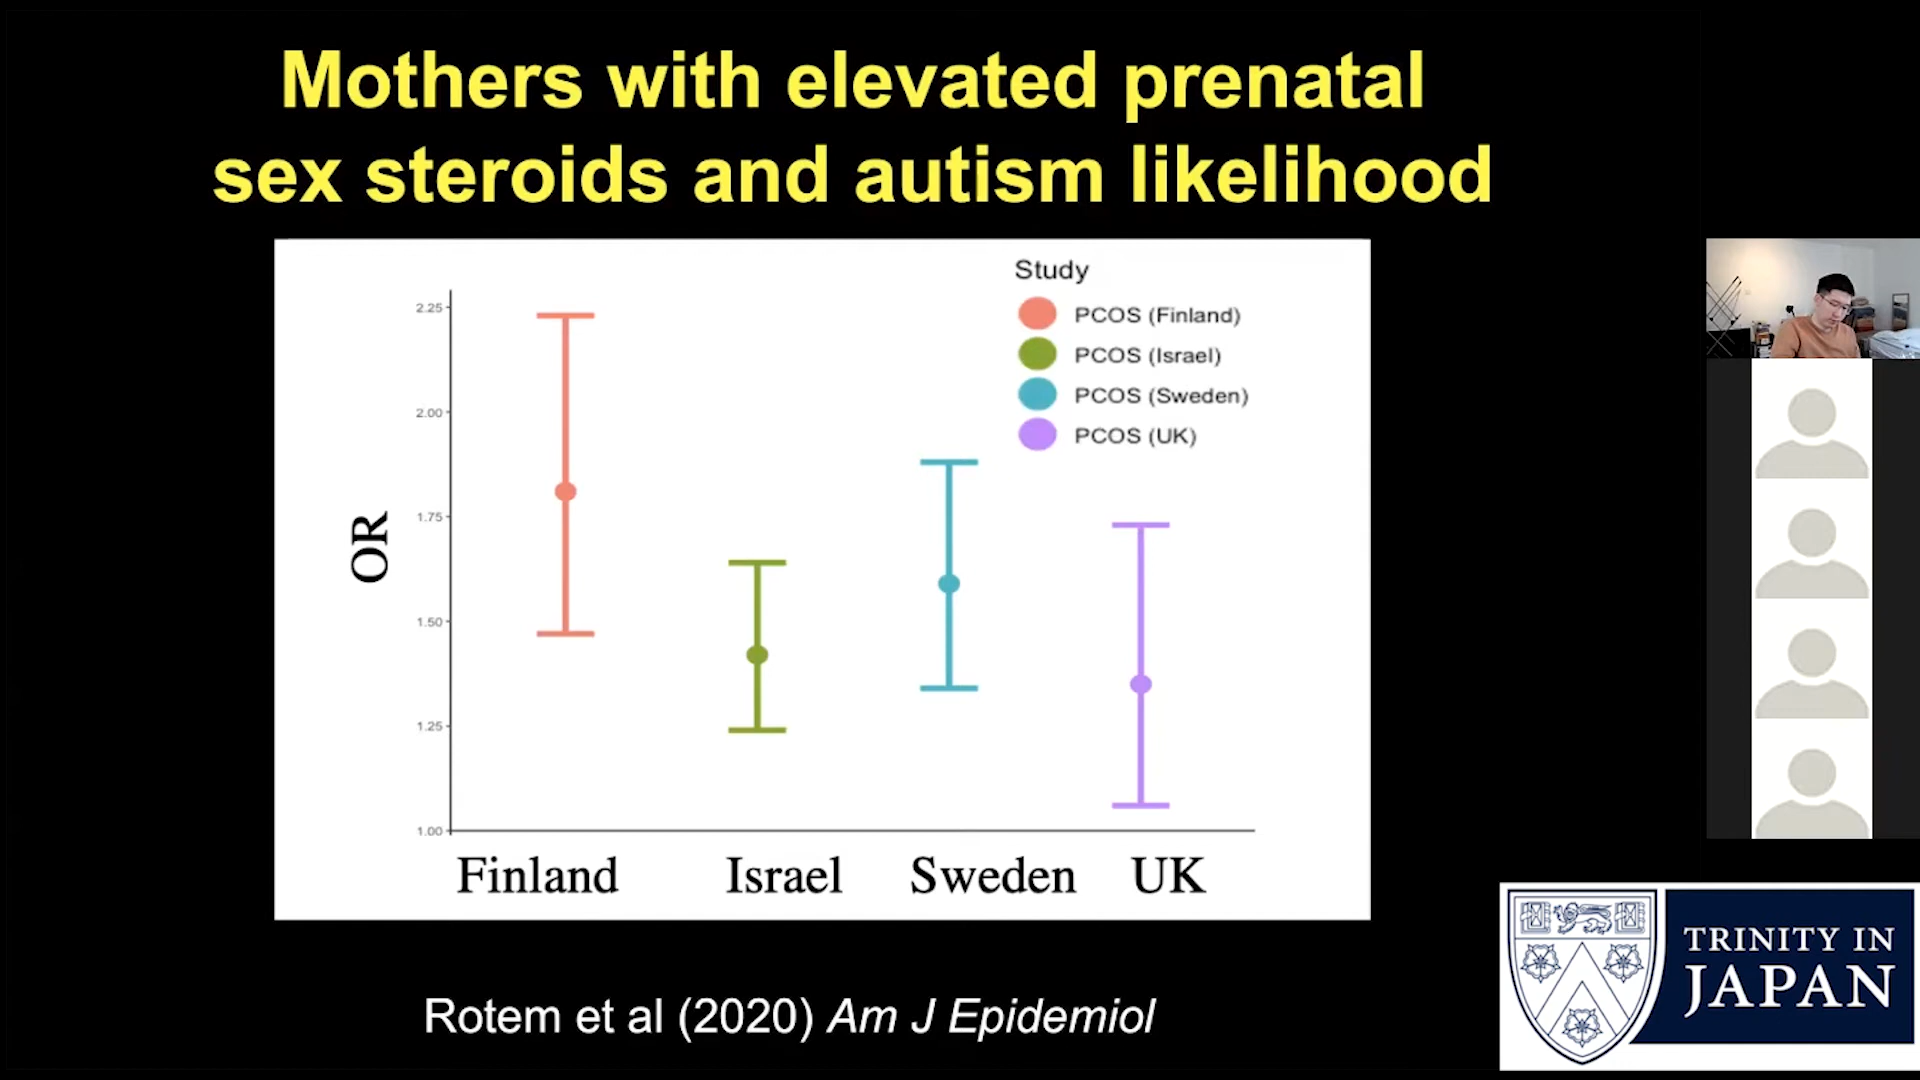 Mothers with elevated prenatal
sex steroids and autism likelihood
Study
PCOS (Finland)
PCOS (Israel)
PCOS (Sweden)
PCOS (UK)
OR
2.25
2.00
1.75
1.50
1.25
1.00
Finland Israel Sweden UK
Rotem et al (2020) Am J Epidemiol
TRINITY IN
JAPAN